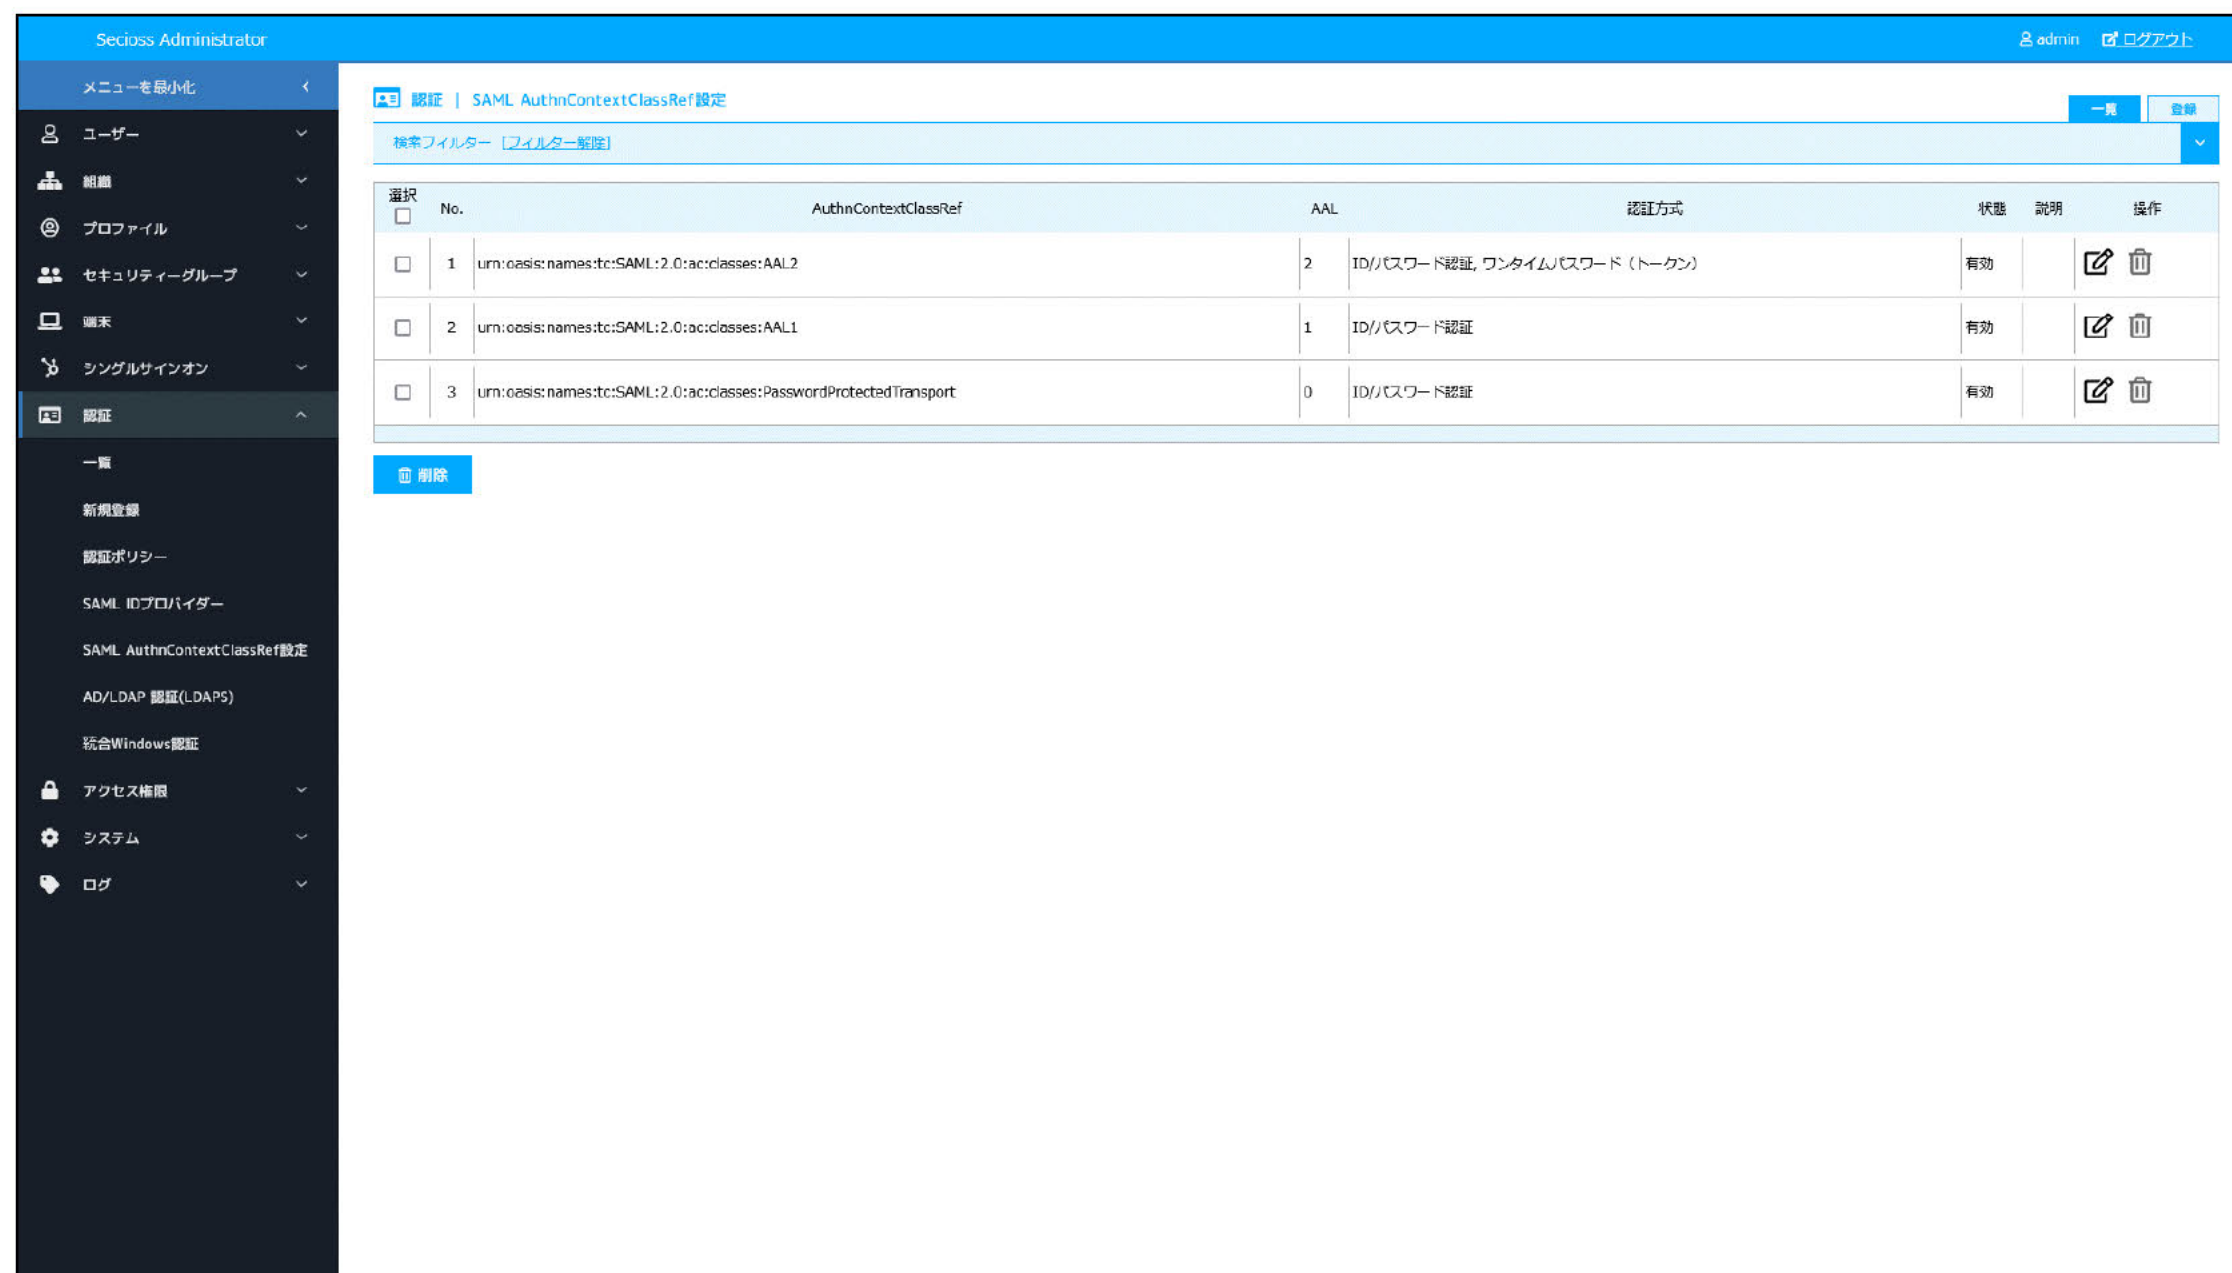 Secioss Administrator
admin ログアウト
メニューを最小化
ユーザー
組織
プロファイル
セキュリティーグループ
端末
シングルサインオン
認証
一覧
新規登録
認証ポリシー
SAML IDプロバイダー
SAML AuthnContextClassRef設定
AD/LDAP 認証(LDAPS)
統合Windows認証
アクセス権限
システム
ログ
認証 | SAML AuthnContextClassRef設定
一覧 登録
検索フィルター [フィルター解除]
選択 No. AuthnContextClassRef AAL 認証方式 状態 説明 操作
1 urn:oasis:names:tc:SAML:2.0:ac:classes:AAL2 2 ID/パスワード認証, ワンタイムパスワード（トークン） 有効
2 urn:oasis:names:tc:SAML:2.0:ac:classes:AAL1 1 ID/パスワード認証 有効
3 urn:oasis:names:tc:SAML:2.0:ac:classes:PasswordProtectedTransport 0 ID/パスワード認証 有効
削除